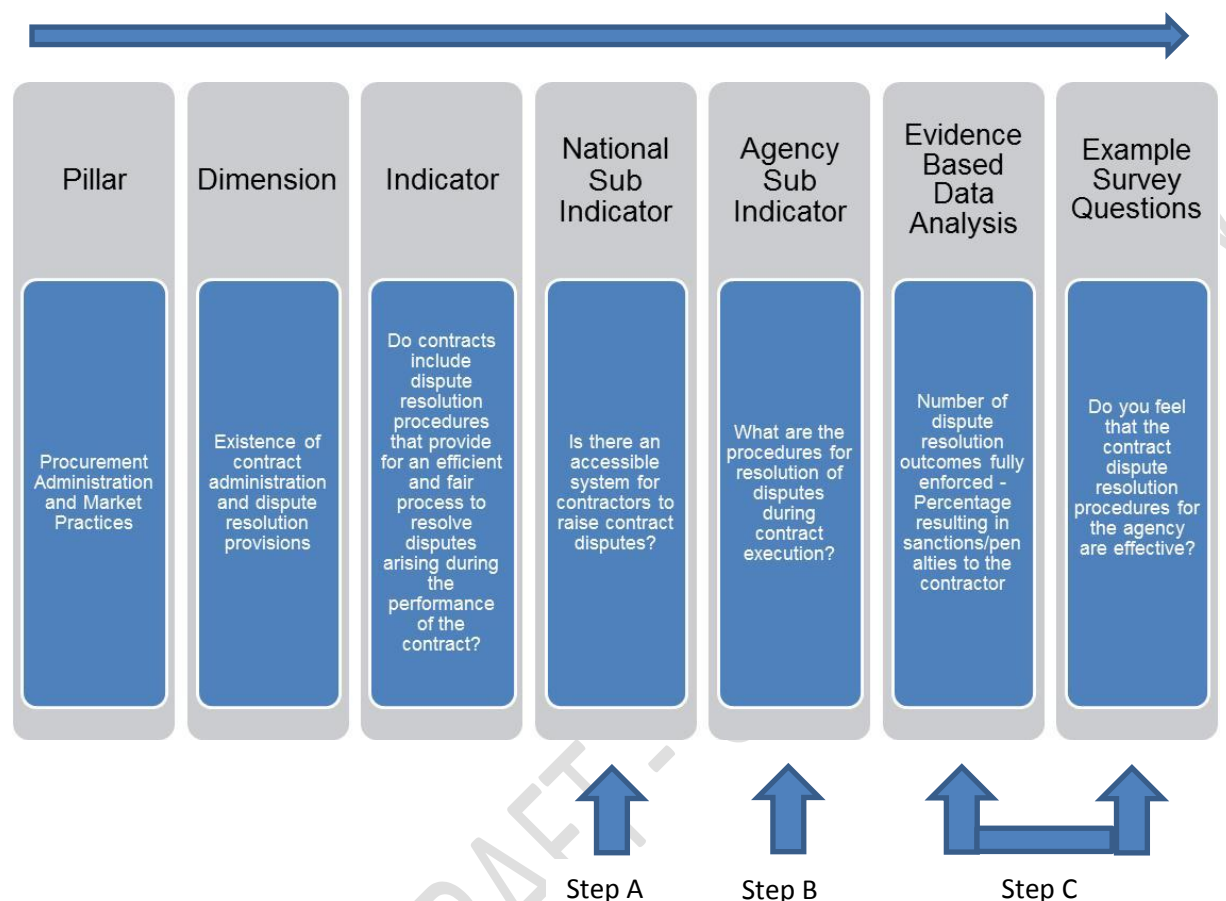 Pillar
Procurement
Administration
and Market
Practices
Dimension
Existence of
contract
administration
and dispute
resolution
provisions
Indicator
Do contracts
include
dispute
resolution
procedures
that provide
for an efficient
and fair
process to
resolve
disputes
arising during
the
performance
of the
contract?
National
Sub
Indicator
Is there an
accessible
system for
contractors to
raise contract
disputes?
Agency
Sub
Indicator
What are the
procedures for
resolution of
disputes
during
contract
execution?
Evidence
Based
Data
Analysis
Number of
dispute
resolution
outcomes fully
enforced -
Percentage
resulting in
sanctions/pen
alties to the
contractor
Example
Survey
Questions
Do you feel
that the
contract
dispute
resolution
procedures for
the agency
are effective?
Step A
Step B
Step C